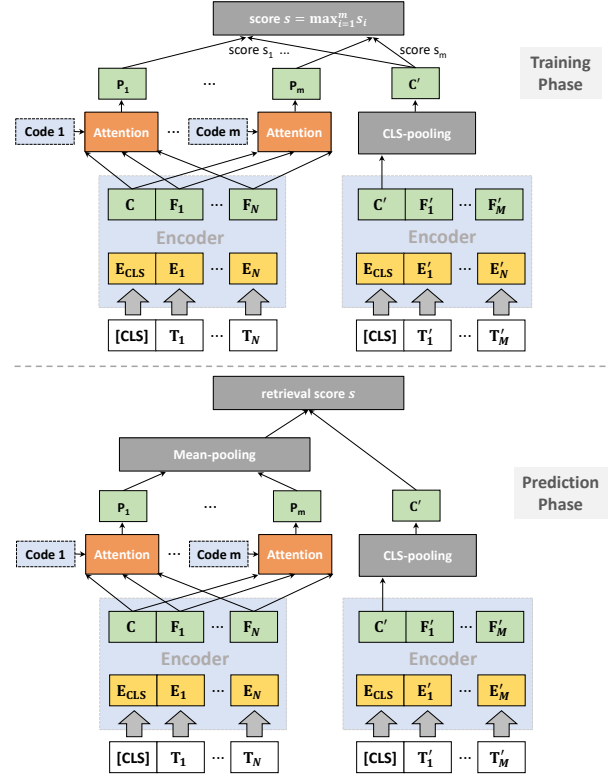 score s = max_{i=1}^{m} s_i
score s_1 ... score s_m
Training
Phase
P_1 ... P_m C′
Code 1 Attention ... Code m Attention CLS-pooling
C F_1 ... F_N C′ F′_1 ... F′_M
Encoder Encoder
E_CLS E_1 ... E_N E_CLS E′_1 ... E′_N
[CLS] T_1 ... T_N [CLS] T′_1 ... T′_M
retrieval score s
Mean-pooling
Prediction
Phase
P_1 ... P_m C′
Code 1 Attention ... Code m Attention CLS-pooling
C F_1 ... F_N C′ F′_1 ... F′_M
Encoder Encoder
E_CLS E_1 ... E_N E_CLS E′_1 ... E′_M
[CLS] T_1 ... T_N [CLS] T′_1 ... T′_M